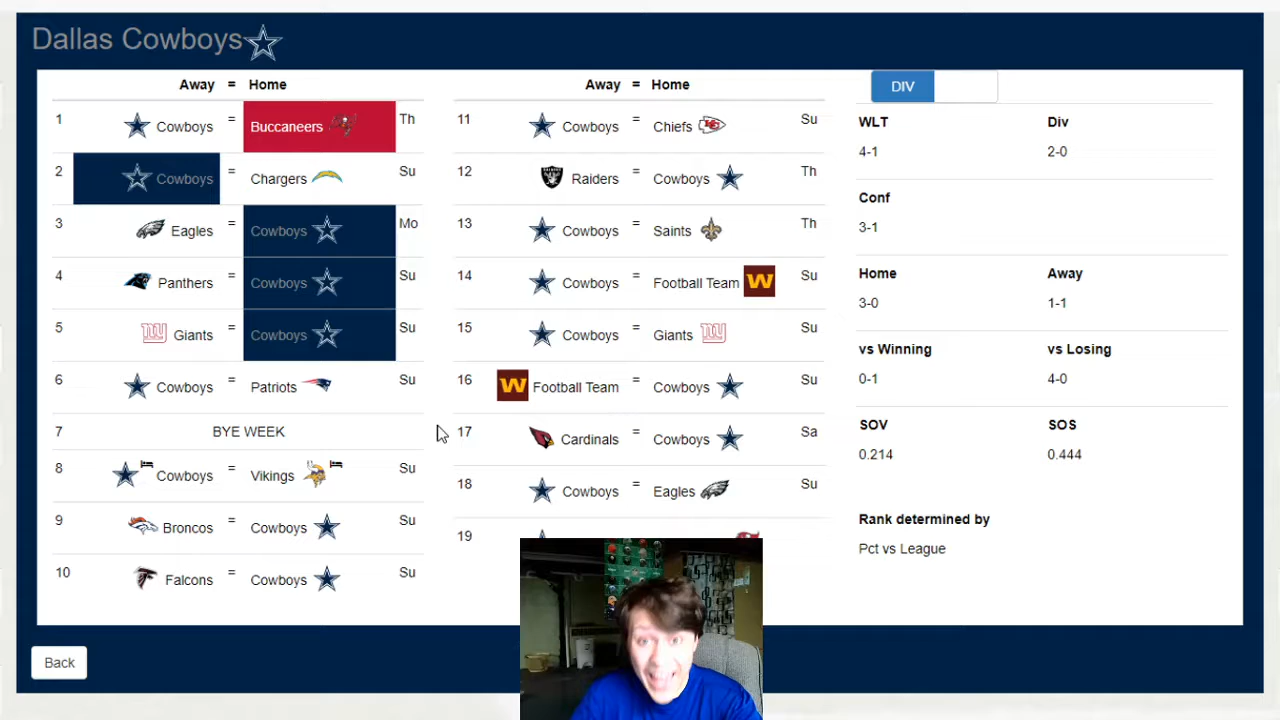 Dallas Cowboys
Away = Home
1 Cowboys = Buccaneers Th
2 Cowboys = Chargers Su
3 Eagles = Cowboys Mo
4 Panthers = Cowboys Su
5 Giants = Cowboys Su
6 Cowboys = Patriots Su
7 BYE WEEK
8 Cowboys = Vikings Su
9 Broncos = Cowboys Su
10 Falcons = Cowboys Su
Away = Home
11 Cowboys = Chiefs Su
12 Raiders = Cowboys Th
13 Cowboys = Saints Th
14 Cowboys = Football Team W Su
15 Cowboys = Giants NY Su
16 W Football Team = Cowboys Su
17 Cardinals = Cowboys Sa
18 Cowboys = Eagles Su
19
DIV
WLT Div
4-1 2-0
Conf
3-1
Home Away
3-0 1-1
vs Winning vs Losing
0-1 4-0
SOV SOS
0.214 0.444
Rank determined by
Pct vs League
Back